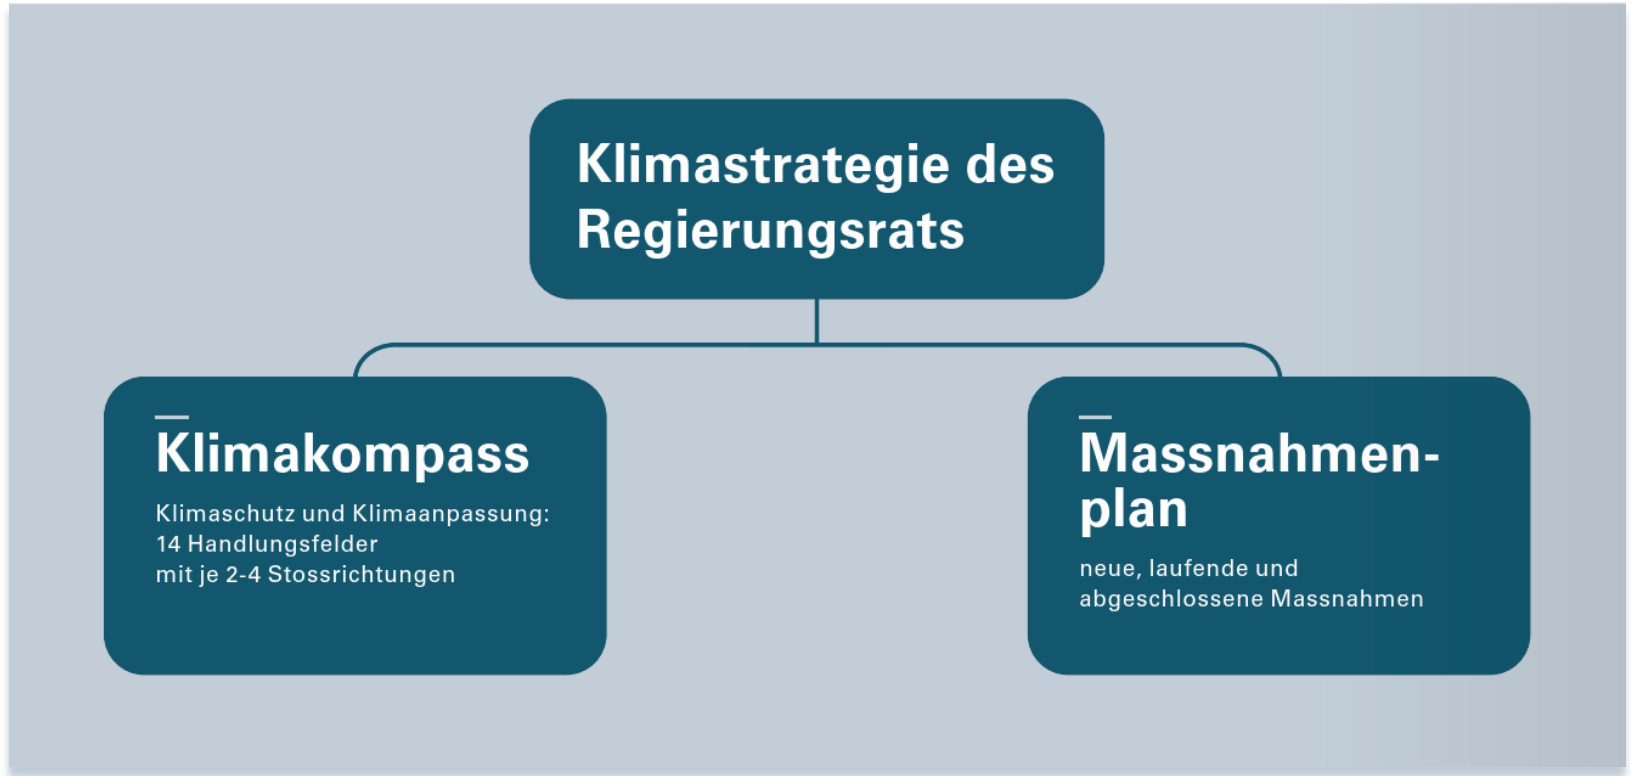 Klimastrategie des
Regierungsrats
Klimakompass
Klimaschutz und Klimaanpassung:
14 Handlungsfelder
mit je 2-4 Stossrichtungen
Massnahmen-
plan
neue, laufende und
abgeschlossene Massnahmen